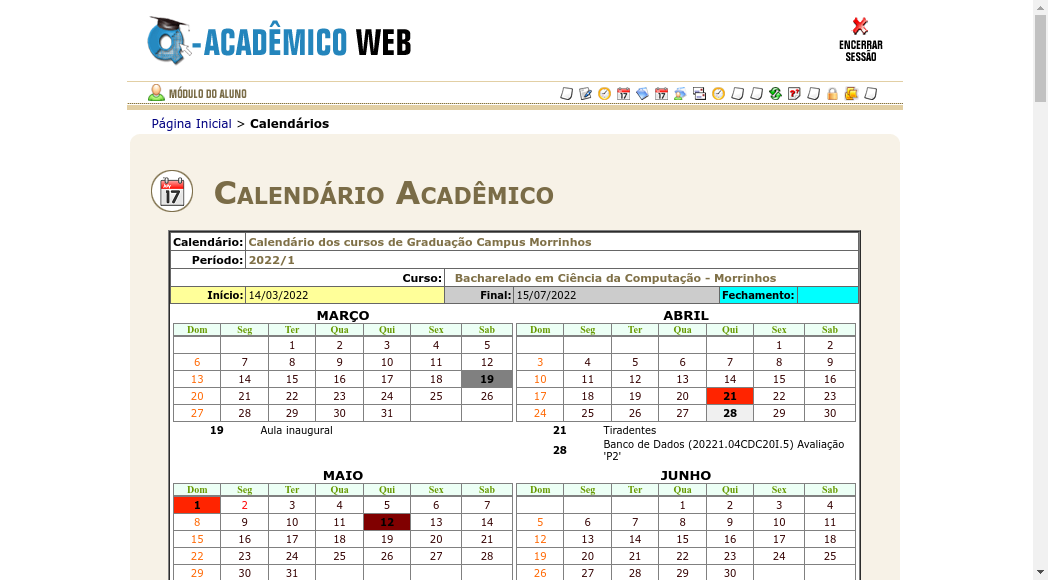 -ACADÊMICO WEB
ENCERRAR
SESSÃO
MÓDULO DO ALUNO
Página Inicial > Calendários
17
CALENDÁRIO ACADÊMICO
Calendário: Calendário dos cursos de Graduação Campus Morrinhos
Período: 2022/1
Curso: Bacharelado em Ciência da Computação - Morrinhos
Início: 14/03/2022 Final: 15/07/2022 Fechamento:
MARÇO
Dom Seg Ter Qua Qui Sex Sab
1 2 3 4 5
6 7 8 9 10 11 12
13 14 15 16 17 18 19
20 21 22 23 24 25 26
27 28 29 30 31
19 Aula inaugural
ABRIL
Dom Seg Ter Qua Qui Sex Sab
1 2
3 4 5 6 7 8 9
10 11 12 13 14 15 16
17 18 19 20 21 22 23
24 25 26 27 28 29 30
21 Tiradentes
28 Banco de Dados (20221.04CDC20I.5) Avaliação
'P2'
MAIO
Dom Seg Ter Qua Qui Sex Sab
1 2 3 4 5 6 7
8 9 10 11 12 13 14
15 16 17 18 19 20 21
22 23 24 25 26 27 28
29 30 31
JUNHO
Dom Seg Ter Qua Qui Sex Sab
1 2 3 4
5 6 7 8 9 10 11
12 13 14 15 16 17 18
19 20 21 22 23 24 25
26 27 28 29 30